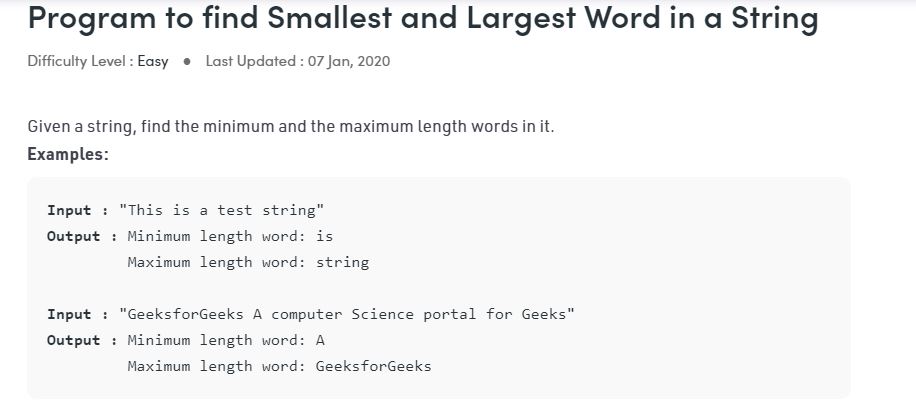 Program to find Smallest and Largest Word in a String
Difficulty Level : Easy ● Last Updated : 07 Jan, 2020
Given a string, find the minimum and the maximum length words in it.
Examples:
Input : "This is a test string"
Output : Minimum length word: is
Maximum length word: string
Input : "GeeksforGeeks A computer Science portal for Geeks"
Output : Minimum length word: A
Maximum length word: GeeksforGeeks